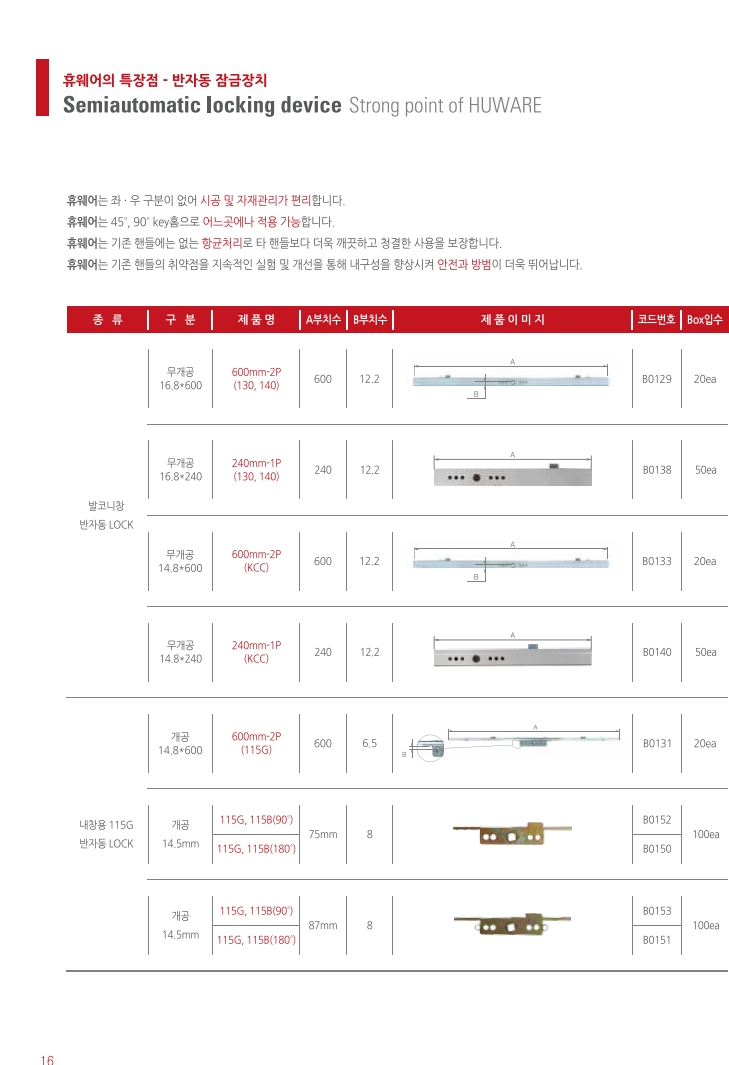 휴웨어의 특장점 - 반자동 잠금장치
Semiautomatic locking device Strong point of HUWARE
휴웨어는 좌 · 우 구분이 없어 시공 및 자재관리가 편리합니다.
휴웨어는 45°, 90° key홈으로 어느곳에나 적용 가능합니다.
휴웨어는 기존 핸들에는 없는 항균처리로 타 핸들보다 더욱 깨끗하고 청결한 사용을 보장합니다.
휴웨어는 기존 핸들의 취약점을 지속적인 실험 및 개선을 통해 내구성을 향상시켜 안전과 방범이 더욱 뛰어납니다.
종 류 구 분 제 품 명 A부치수 B부치수 제 품 이 미 지 코드번호 Box입수
발코니창
반자동 LOCK
무개공
16.8*600
600mm-2P
(130, 140)
600
12.2
A
B
B0129
20ea
무개공
16.8*240
240mm-1P
(130, 140)
240
12.2
A
B0138
50ea
무개공
14.8*600
600mm-2P
(KCC)
600
12.2
A
B
B0133
20ea
무개공
14.8*240
240mm-1P
(KCC)
240
12.2
A
B0140
50ea
내창용 115G
반자동 LOCK
개공
14.8*600
600mm-2P
(115G)
600
6.5
A
B
B0131
20ea
개공
14.5mm
115G, 115B(90°)
115G, 115B(180°)
75mm
8
B0152
B0150
100ea
개공
14.5mm
115G, 115B(90°)
115G, 115B(180°)
87mm
8
B0153
B0151
100ea
16